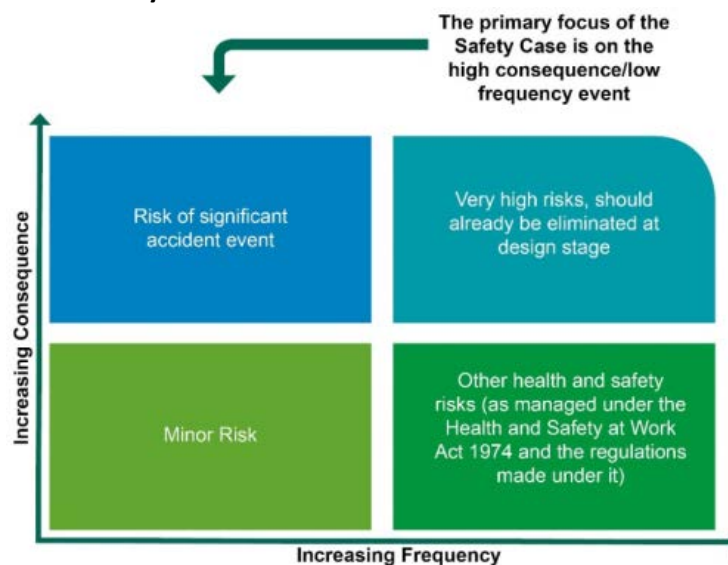 The primary focus of the
Safety Case is on the
high consequence/low
frequency event
Increasing Consequence
Risk of significant
accident event
Very high risks, should
already be eliminated at
design stage
Minor Risk
Other health and safety
risks (as managed under the
Health and Safety at Work
Act 1974 and the regulations
made under it)
Increasing Frequency